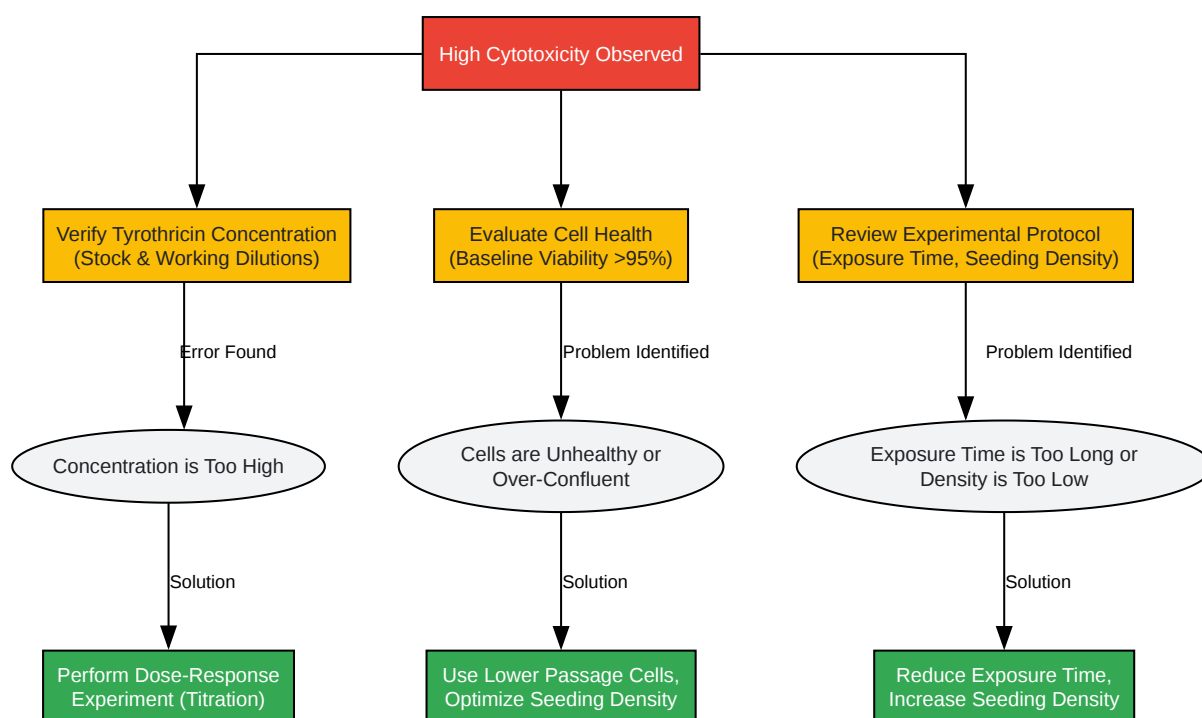 High Cytotoxicity Observed
Verify Tyrothricin Concentration
(Stock & Working Dilutions)
Evaluate Cell Health
(Baseline Viability >95%)
Review Experimental Protocol
(Exposure Time, Seeding Density)
Error Found
Problem Identified
Problem Identified
Concentration is Too High
Cells are Unhealthy or
Over-Confluent
Exposure Time is Too Long or
Density is Too Low
Solution
Solution
Solution
Perform Dose-Response
Experiment (Titration)
Use Lower Passage Cells,
Optimize Seeding Density
Reduce Exposure Time,
Increase Seeding Density